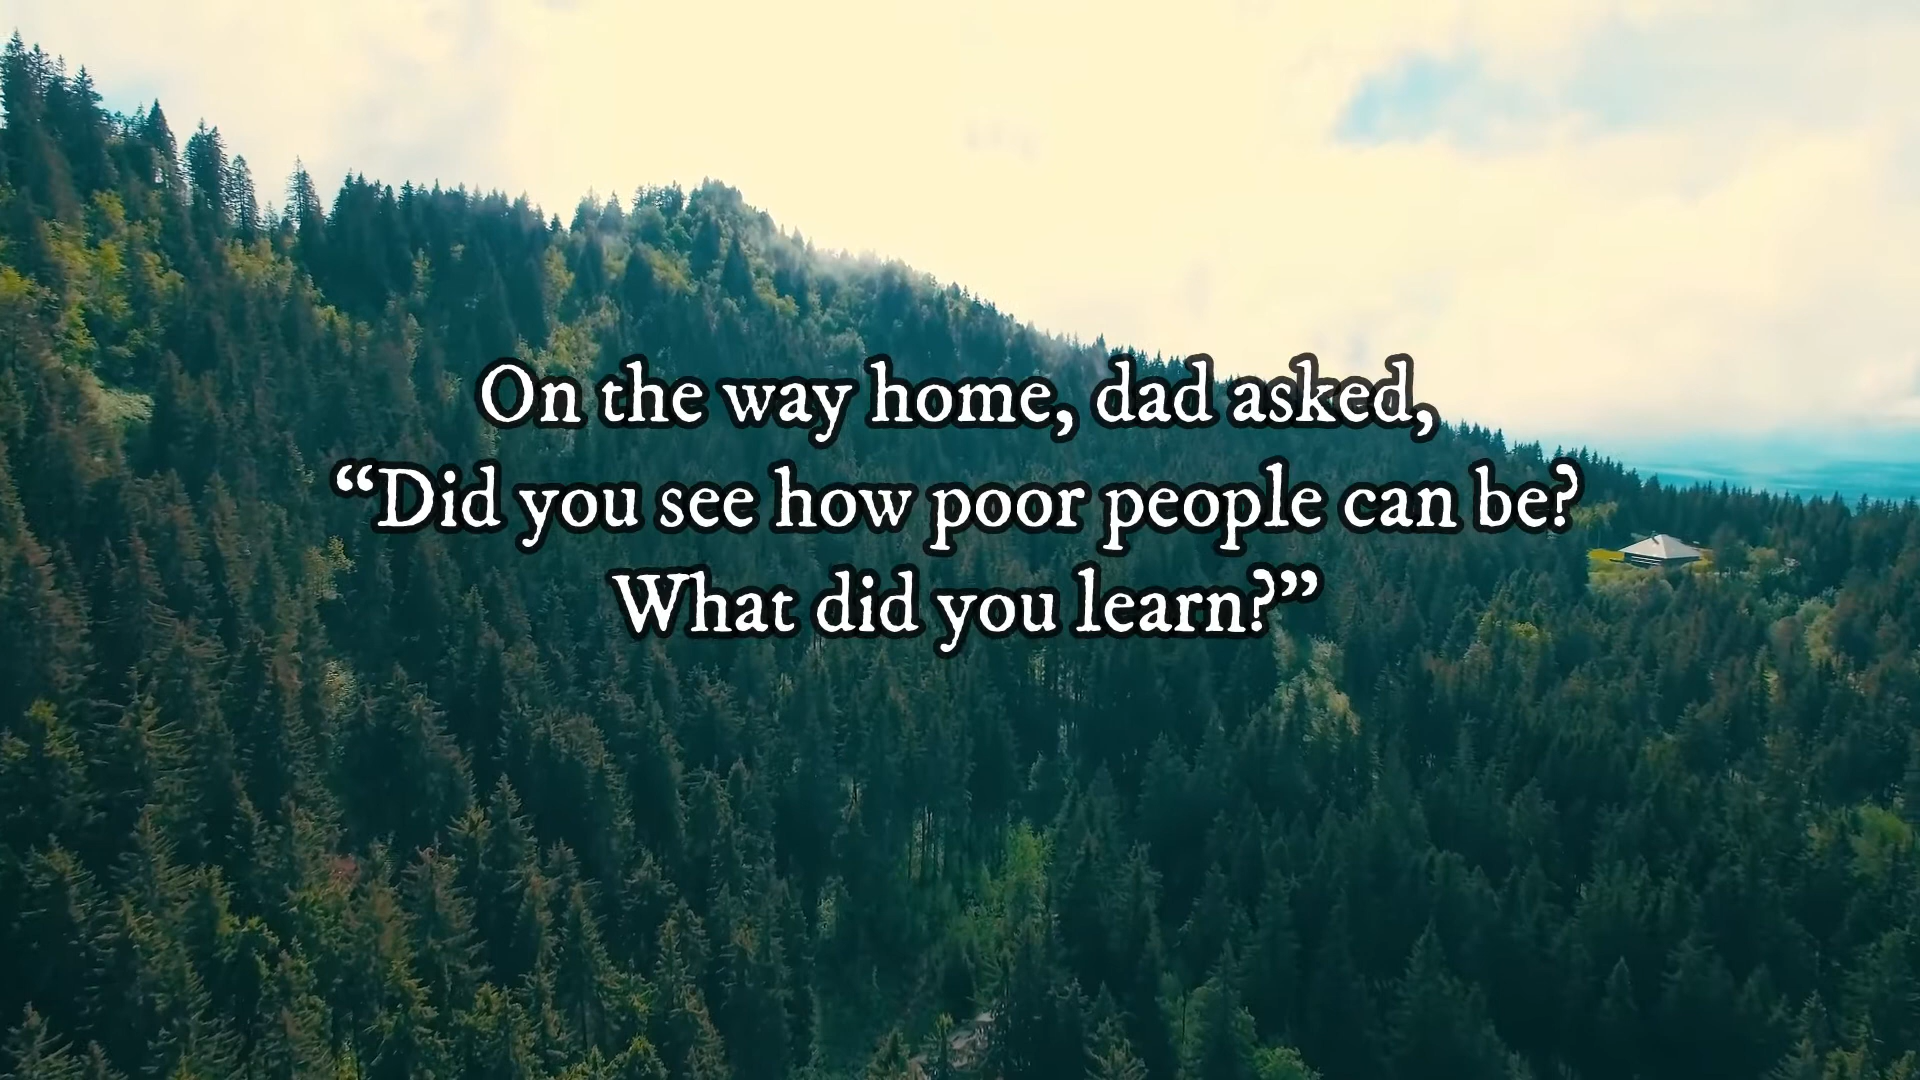 On the way home, dad asked,
“Did you see how poor people can be?
What did you learn?”